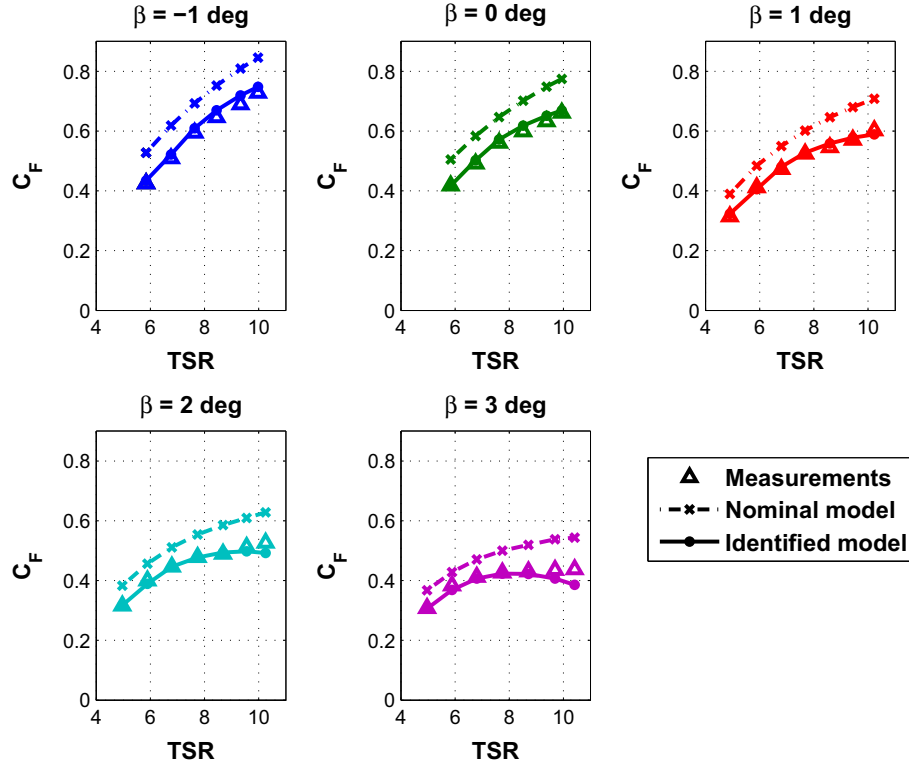 β = −1 deg
β = 0 deg
β = 1 deg
0.8
0.6
0.4
0.2
0
C_F
4 6 8 10
TSR
0.8
0.6
0.4
0.2
0
C_F
4 6 8 10
TSR
0.8
0.6
0.4
0.2
0
C_F
4 6 8 10
TSR
β = 2 deg
β = 3 deg
0.8
0.6
0.4
0.2
0
C_F
4 6 8 10
TSR
0.8
0.6
0.4
0.2
0
C_F
4 6 8 10
TSR
Measurements
Nominal model
Identified model